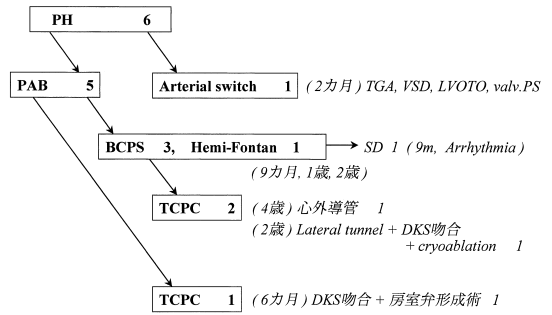 PH 6
PAB 5
Arterial switch 1 (2カ月) TGA, VSD, LVOTO, valv.PS
BCPS 3, Hemi-Fontan 1 SD 1 (9m, Arrhythmia)
(9カ月, 1歳, 2歳)
TCPC 2 (4歳) 心外導管 1
(2歳) Lateral tunnel + DKS吻合
+ cryoablation 1
TCPC 1 (6カ月) DKS吻合 + 房室弁形成術 1